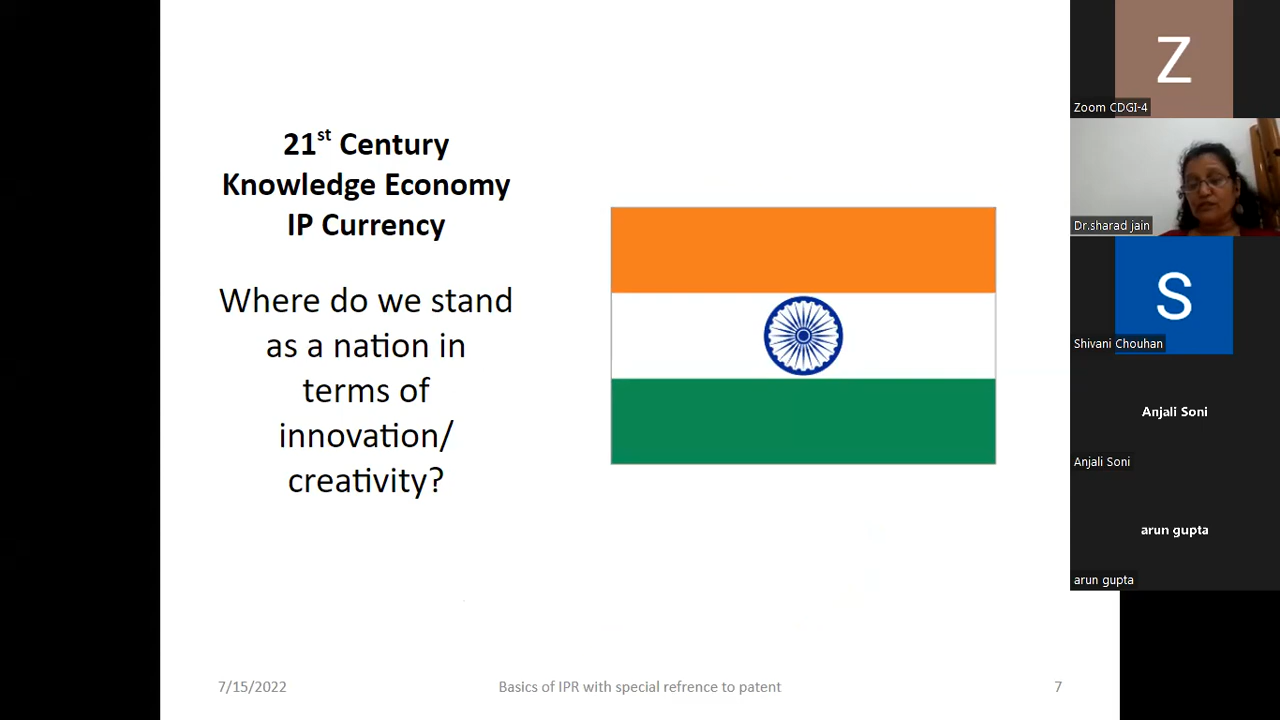 21st Century
Knowledge Economy
IP Currency
Where do we stand
as a nation in
terms of
innovation/
creativity?
7/15/2022
Basics of IPR with special refrence to patent
7
Z
Zoom CDGI-4
Dr.sharad jain
S
Shivani Chouhan
Anjali Soni
Anjali Soni
arun gupta
arun gupta